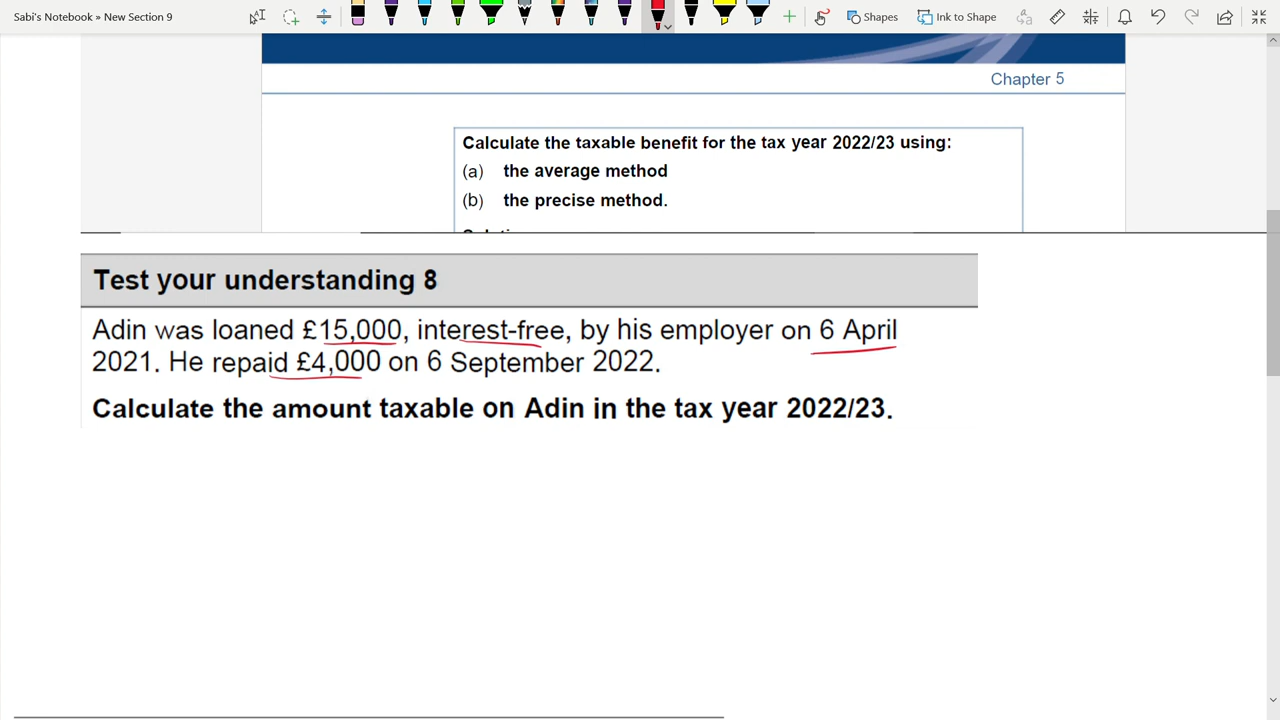 Sabi's Notebook » New Section 9
Shapes
Ink to Shape
Chapter 5
Calculate the taxable benefit for the tax year 2022/23 using:
(a) the average method
(b) the precise method.
Test your understanding 8
Adin was loaned £15,000, interest-free, by his employer on 6 April
2021. He repaid £4,000 on 6 September 2022.
Calculate the amount taxable on Adin in the tax year 2022/23.